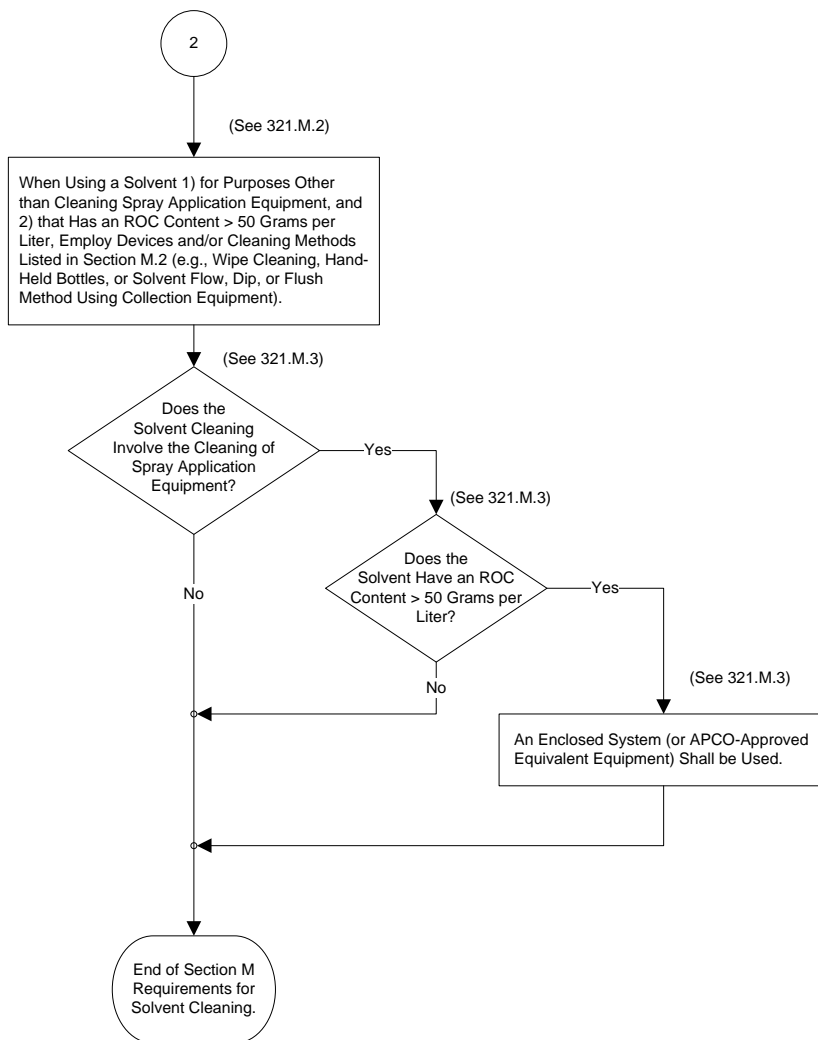 2
(See 321.M.2)
When Using a Solvent 1) for Purposes Other
than Cleaning Spray Application Equipment, and
2) that Has an ROC Content > 50 Grams per
Liter, Employ Devices and/or Cleaning Methods
Listed in Section M.2 (e.g., Wipe Cleaning, Hand-
Held Bottles, or Solvent Flow, Dip, or Flush
Method Using Collection Equipment).
(See 321.M.3)
Does the
Solvent Cleaning
Involve the Cleaning of
Spray Application
Equipment?
Yes
(See 321.M.3)
Does the
Solvent Have an ROC
Content > 50 Grams per
Liter?
Yes
No
No
(See 321.M.3)
An Enclosed System (or APCO-Approved
Equivalent Equipment) Shall be Used.
End of Section M
Requirements for
Solvent Cleaning.